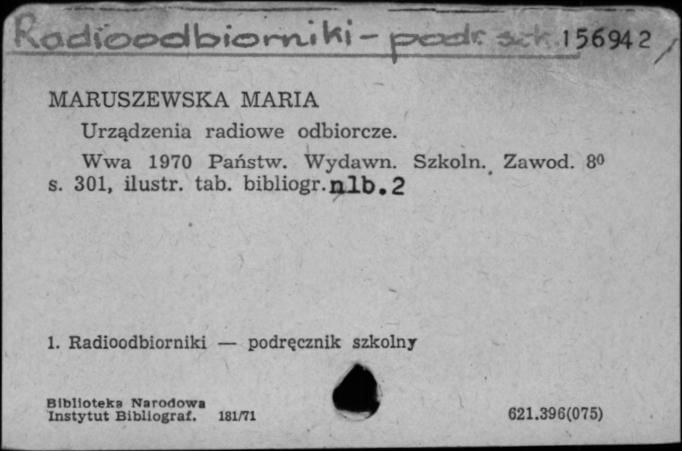 Radioodbiorniki - podr. szk. 156942
MARUSZEWSKA MARIA
Urządzenia radiowe odbiorcze.
Wwa 1970 Państw. Wydawn. Szkoln. Zawod. 8⁰
s. 301, ilustr. tab. bibliogr. nlb. 2
1. Radioodbiorniki — podręcznik szkolny
Biblioteka Narodowa
Instytut Bibliograf. 181/71
621.396(075)